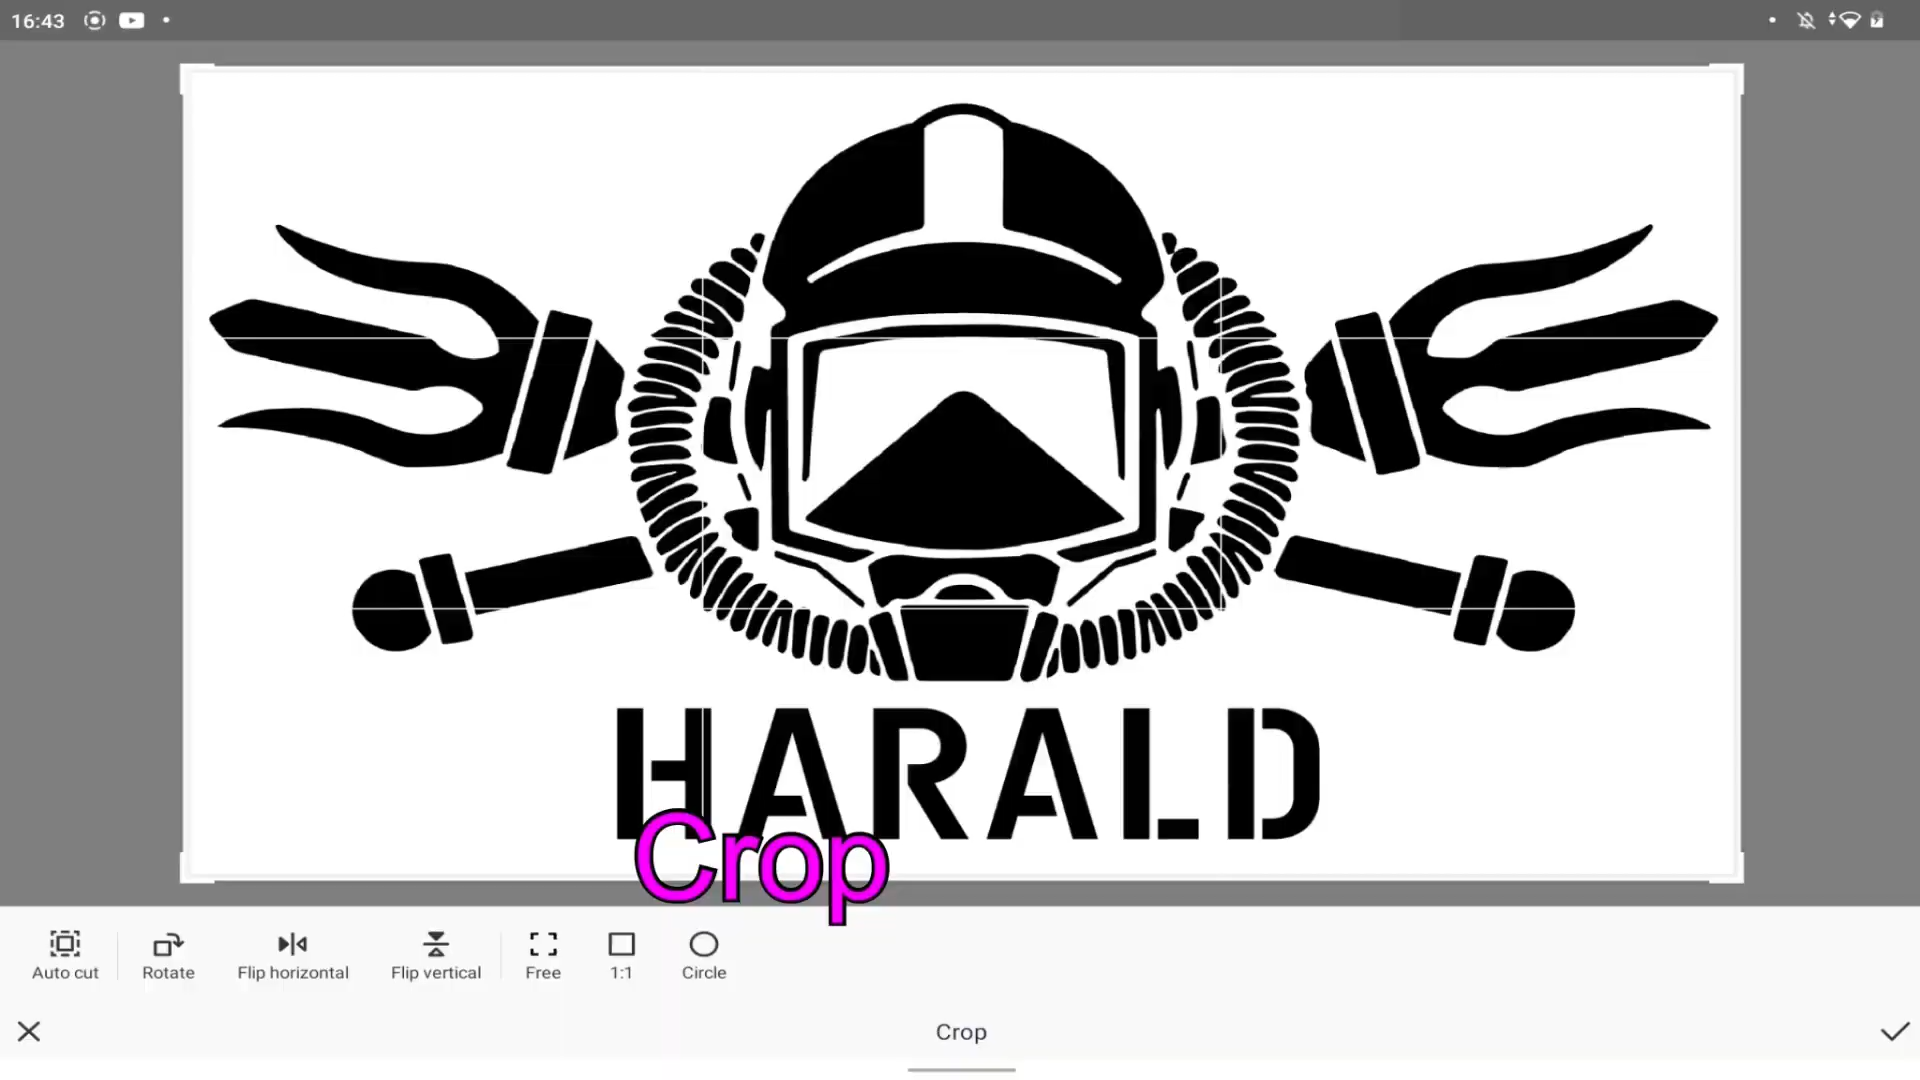 16:43
HARALD
Crop
Auto cut
Rotate
Flip horizontal
Flip vertical
Free
1:1
Circle
Crop